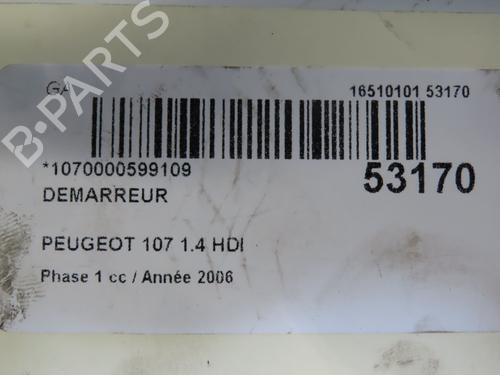 GA
16510101 53170
*1070000599109
53170
DEMARREUR
PEUGEOT 107 1.4 HDI
Phase 1 cc / Année 2006
B-PARTS